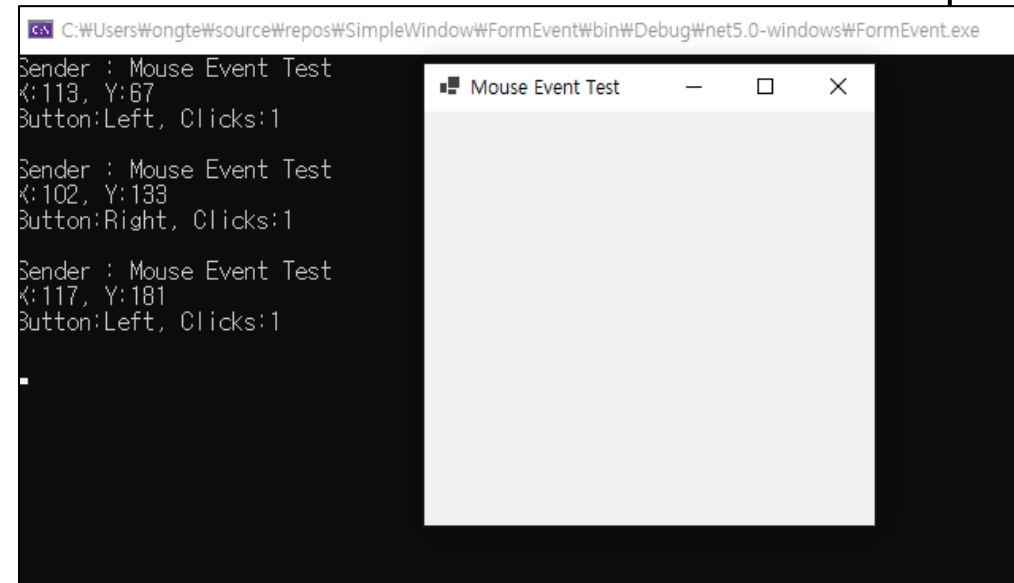 C:₩Users₩ongte₩source₩repos₩SimpleWindow₩FormEvent₩bin₩Debug₩net5.0-windows₩FormEvent.exe
Sender : Mouse Event Test
X:113, Y:67
Button:Left, Clicks:1
Sender : Mouse Event Test
X:102, Y:133
Button:Right, Clicks:1
Sender : Mouse Event Test
X:117, Y:181
Button:Left, Clicks:1
Mouse Event Test